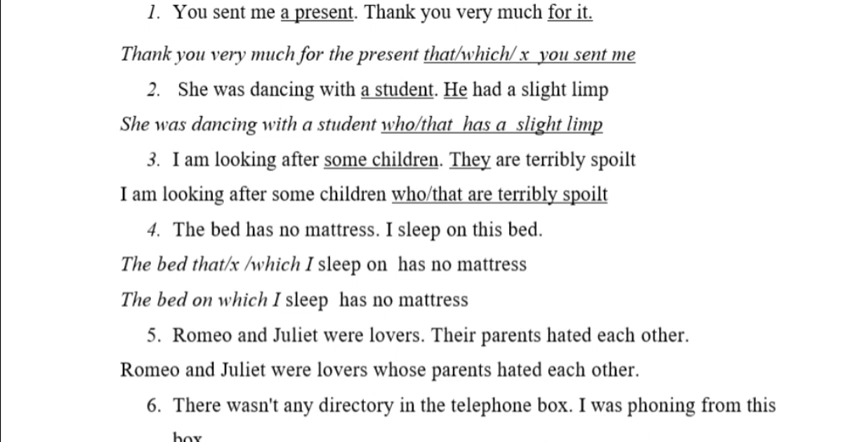 1. You sent me a present. Thank you very much for it.
Thank you very much for the present that/which/ x you sent me
2. She was dancing with a student. He had a slight limp
She was dancing with a student who/that has a slight limp
3. I am looking after some children. They are terribly spoilt
I am looking after some children who/that are terribly spoilt
4. The bed has no mattress. I sleep on this bed.
The bed that/x /which I sleep on has no mattress
The bed on which I sleep has no mattress
5. Romeo and Juliet were lovers. Their parents hated each other.
Romeo and Juliet were lovers whose parents hated each other.
6. There wasn't any directory in the telephone box. I was phoning from this
box